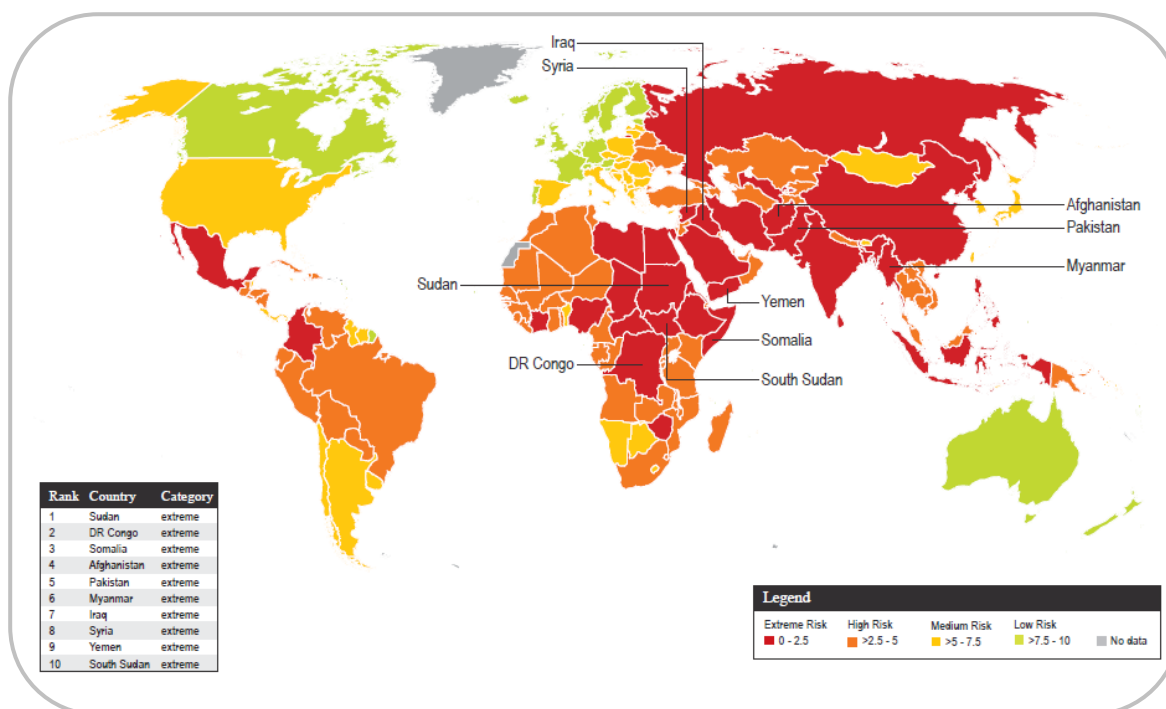 Iraq
Syria
Afghanistan
Pakistan
Myanmar
Sudan
Yemen
Somalia
DR Congo
South Sudan
Rank Country Category
1 Sudan extreme
2 DR Congo extreme
3 Somalia extreme
4 Afghanistan extreme
5 Pakistan extreme
6 Myanmar extreme
7 Iraq extreme
8 Syria extreme
9 Yemen extreme
10 South Sudan extreme
Legend
Extreme Risk High Risk Medium Risk Low Risk
0 - 2.5 >2.5 - 5 >5 - 7.5 >7.5 - 10 No data